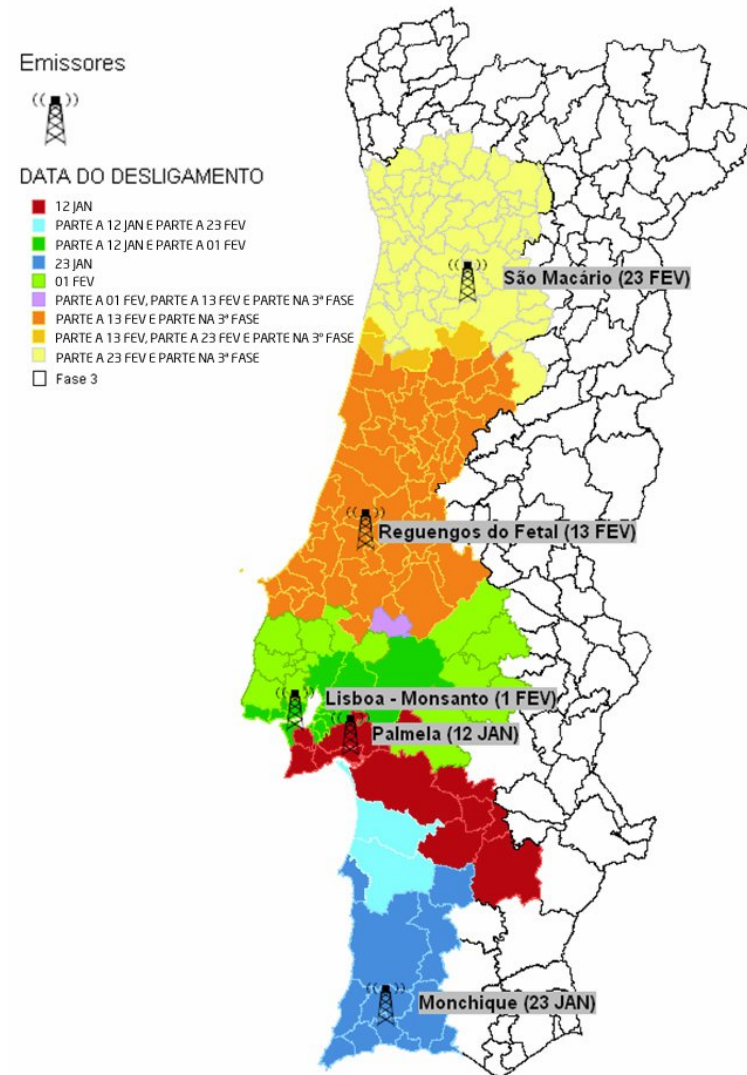 Emissores
DATA DO DESLIGAMENTO
12 JAN
PARTE A 12 JAN E PARTE A 23 FEV
PARTE A 12 JAN E PARTE A 01 FEV
23 JAN
01 FEV
PARTE A 01 FEV, PARTE A 13 FEV E PARTE NA 3ª FASE
PARTE A 13 FEV E PARTE NA 3ª FASE
PARTE A 13 FEV, PARTE A 23 FEV E PARTE NA 3ª FASE
PARTE A 23 FEV E PARTE NA 3ª FASE
Fase 3
São Macário (23 FEV)
Reguengos do Fetal (13 FEV)
Lisboa - Monsanto (1 FEV)
Palmela (12 JAN)
Monchique (23 JAN)